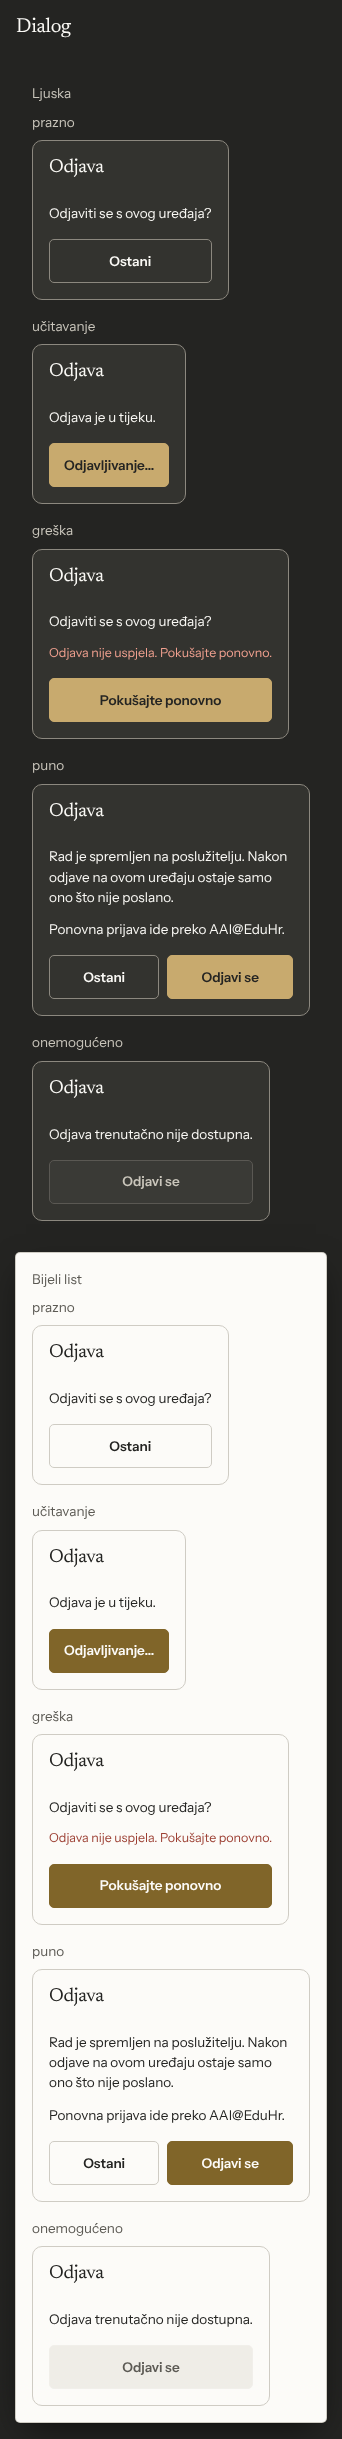 Dialog
Ljuska
prazno
Odjava
Odjaviti se s ovog uređaja?
Ostani
učitavanje
Odjava
Odjava je u tijeku.
Odjavljivanje...
greška
Odjava
Odjaviti se s ovog uređaja?
Odjava nije uspjela. Pokušajte ponovno.
Pokušajte ponovno
puno
Odjava
Rad je spremljen na poslužitelju. Nakon
odjave na ovom uređaju ostaje samo
ono što nije poslano.
Ponovna prijava ide preko AAI@EduHr.
Ostani
Odjavi se
onemogućeno
Odjava
Odjava trenutačno nije dostupna.
Odjavi se
Bijeli list
prazno
Odjava
Odjaviti se s ovog uređaja?
Ostani
učitavanje
Odjava
Odjava je u tijeku.
Odjavljivanje...
greška
Odjava
Odjaviti se s ovog uređaja?
Odjava nije uspjela. Pokušajte ponovno.
Pokušajte ponovno
puno
Odjava
Rad je spremljen na poslužitelju. Nakon
odjave na ovom uređaju ostaje samo
ono što nije poslano.
Ponovna prijava ide preko AAI@EduHr.
Ostani
Odjavi se
onemogućeno
Odjava
Odjava trenutačno nije dostupna.
Odjavi se